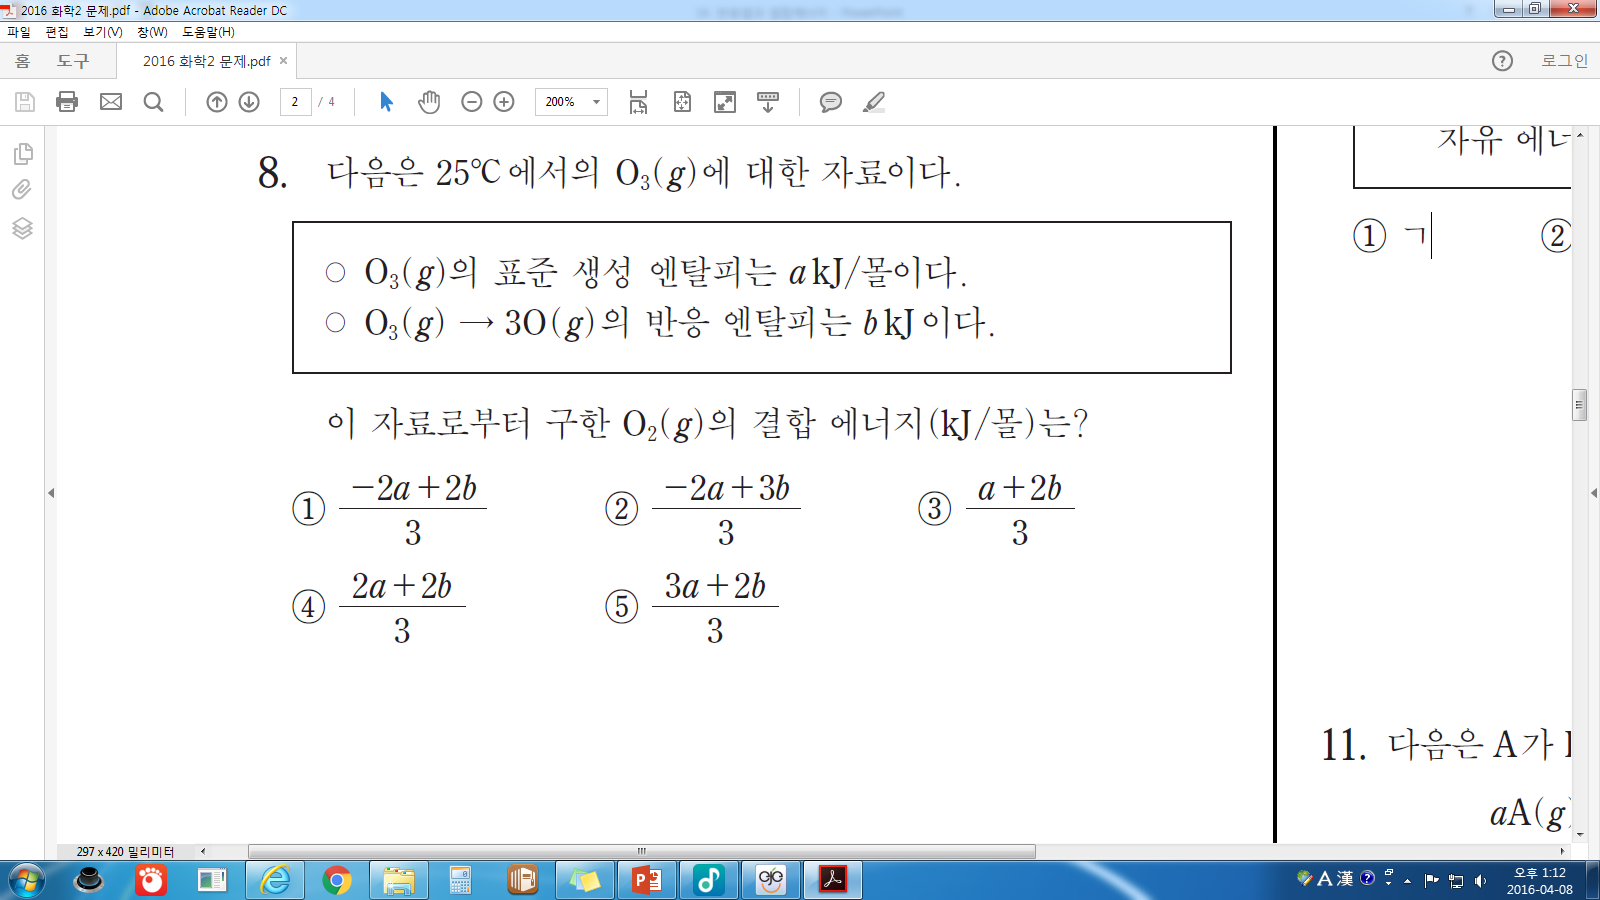 2016 화학2 문제.pdf - Adobe Acrobat Reader DC
파일 편집 보기(V) 창(W) 도움말(H)
홈 도구 2016 화학2 문제.pdf × 로그인
2 / 4 200%
8. 다음은 25℃에서의 O₃(g)에 대한 자료이다.
○ O₃(g)의 표준 생성 엔탈피는 a kJ/몰이다.
○ O₃(g) → 3O(g)의 반응 엔탈피는 b kJ이다.
이 자료로부터 구한 O₂(g)의 결합 에너지(kJ/몰)는?
① (-2a+2b)/3 ② (-2a+3b)/3 ③ (a+2b)/3
④ (2a+2b)/3 ⑤ (3a+2b)/3
자유
① ㄱ ②
11. 다음은 A가
aA(g)
297 x 420 밀리미터
A 漢
오후 1:12
2016-04-08